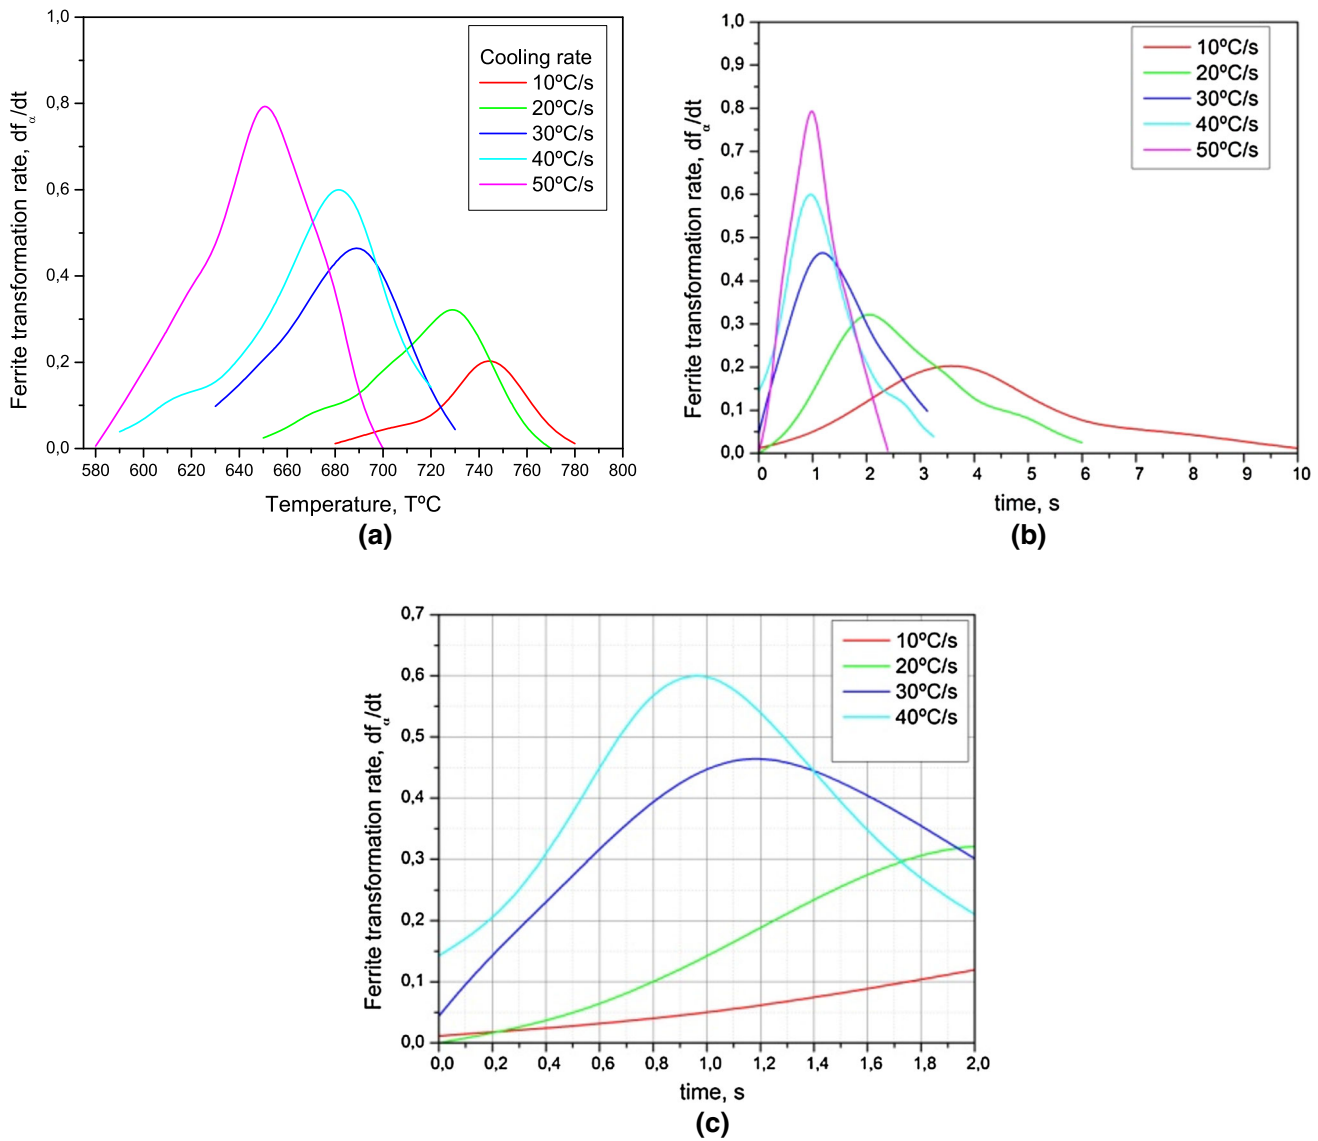 1,0
0,8
0,6
0,4
0,2
0,0
Ferrite transformation rate, dfα/dt
580 600 620 640 660 680 700 720 740 760 780 800
Temperature, TºC
Cooling rate
10ºC/s
20ºC/s
30ºC/s
40ºC/s
50ºC/s
(a)
1,0
0,9
0,8
0,7
0,6
0,5
0,4
0,3
0,2
0,1
0,0
Ferrite transformation rate, dfα/dt
0 1 2 3 4 5 6 7 8 9 10
time, s
10ºC/s
20ºC/s
30ºC/s
40ºC/s
50ºC/s
(b)
0,7
0,6
0,5
0,4
0,3
0,2
0,1
0,0
Ferrite transformation rate, dfα/dt
0,0 0,2 0,4 0,6 0,8 1,0 1,2 1,4 1,6 1,8 2,0
time, s
10ºC/s
20ºC/s
30ºC/s
40ºC/s
(c)